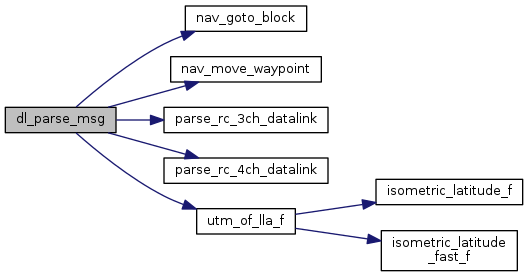 nav_goto_block
nav_move_waypoint
dl_parse_msg
parse_rc_3ch_datalink
parse_rc_4ch_datalink
utm_of_lla_f
isometric_latitude_f
isometric_latitude
_fast_f